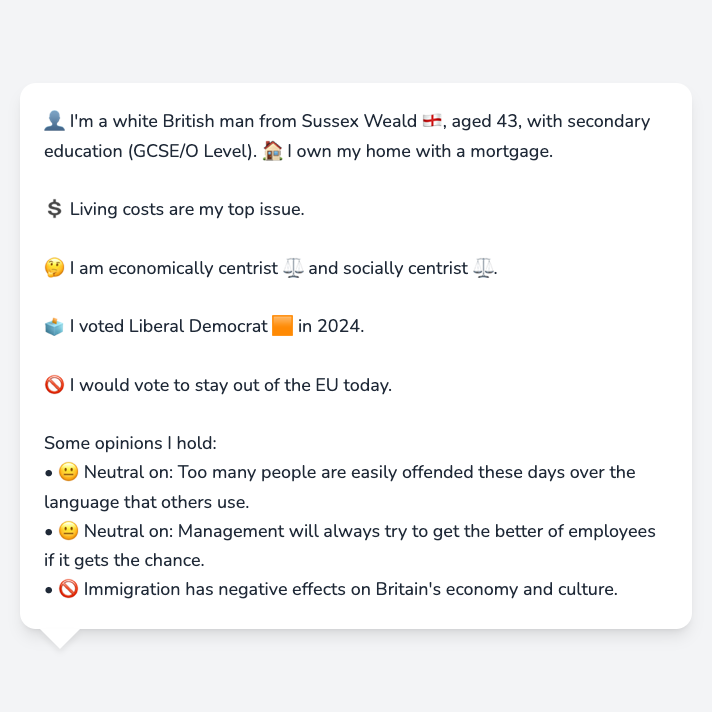 👤 I'm a white British man from Sussex Weald 🏴󠁧󠁢󠁥󠁮󠁧󠁿, aged 43, with secondary
education (GCSE/O Level). 🏠 I own my home with a mortgage.
💲 Living costs are my top issue.
🤔 I am economically centrist ⚖️ and socially centrist ⚖️.
🗳️ I voted Liberal Democrat 🟧 in 2024.
🚫 I would vote to stay out of the EU today.
Some opinions I hold:
• 😐 Neutral on: Too many people are easily offended these days over the
language that others use.
• 😐 Neutral on: Management will always try to get the better of employees
if it gets the chance.
• 🚫 Immigration has negative effects on Britain's economy and culture.